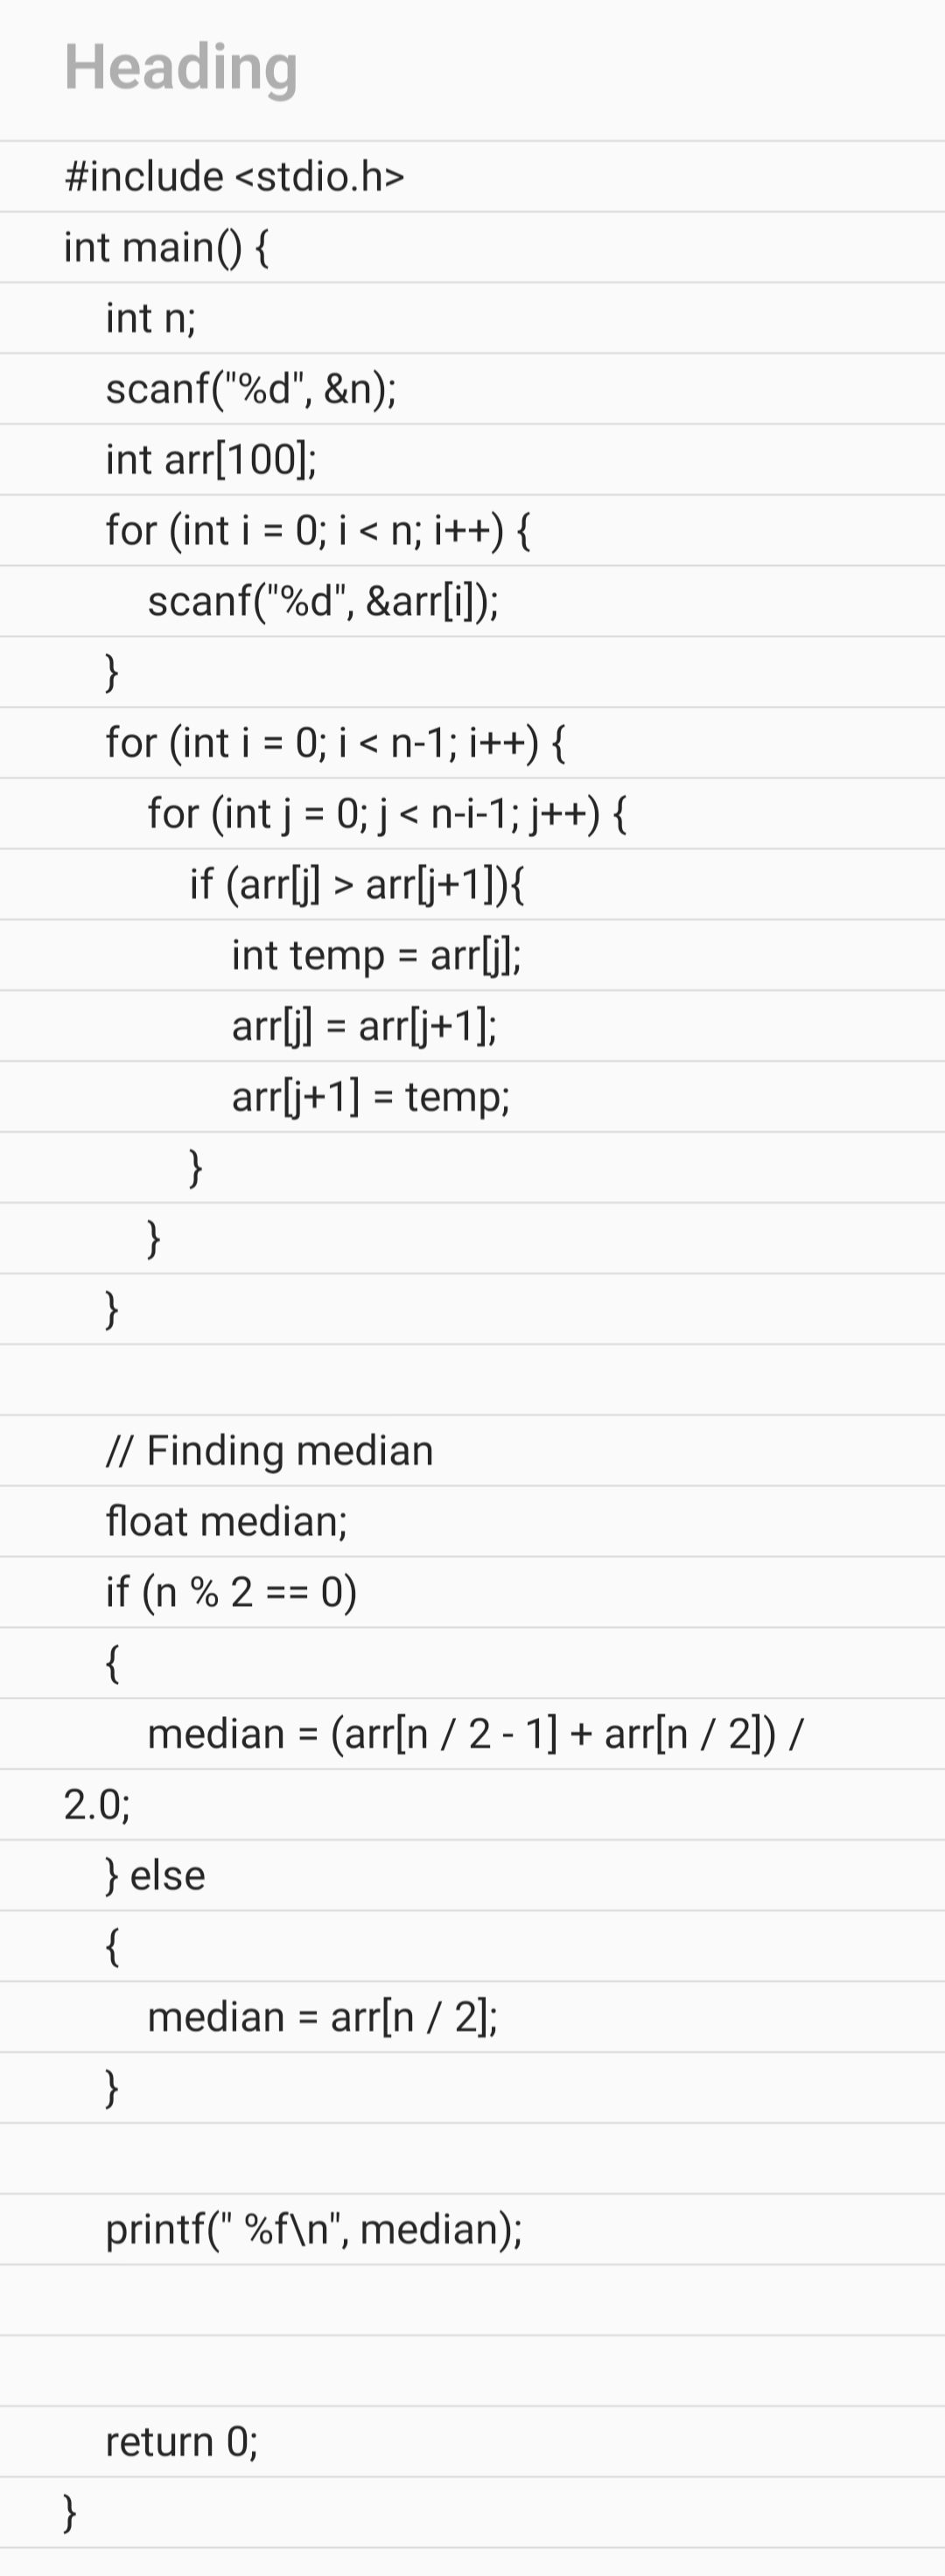 Heading
#include <stdio.h>
int main() {
    int n;
    scanf("%d", &n);
    int arr[100];
    for (int i = 0; i < n; i++) {
        scanf("%d", &arr[i]);
    }
    for (int i = 0; i < n-1; i++) {
        for (int j = 0; j < n-i-1; j++) {
            if (arr[j] > arr[j+1]){
                int temp = arr[j];
                arr[j] = arr[j+1];
                arr[j+1] = temp;
            }
        }
    }

    // Finding median
    float median;
    if (n % 2 == 0)
    {
        median = (arr[n / 2 - 1] + arr[n / 2]) /
2.0;
    } else
    {
        median = arr[n / 2];
    }

    printf(" %f\n", median);


    return 0;
}